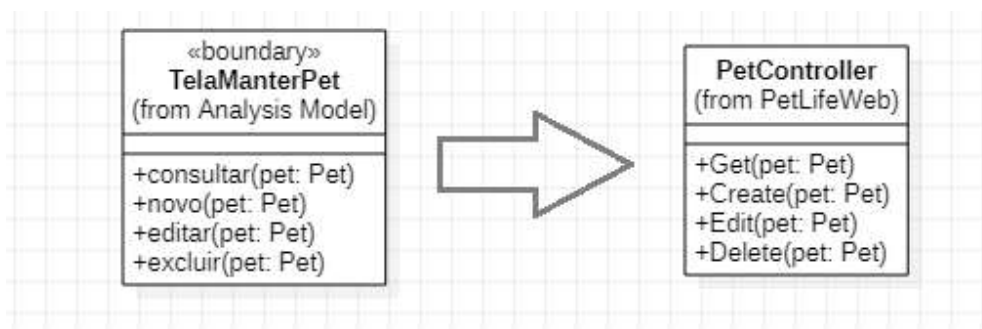 «boundary»
TelaManterPet
(from Analysis Model)
+consultar(pet: Pet)
+novo(pet: Pet)
+editar(pet: Pet)
+excluir(pet: Pet)
PetController
(from PetLifeWeb)
+Get(pet: Pet)
+Create(pet: Pet)
+Edit(pet: Pet)
+Delete(pet: Pet)